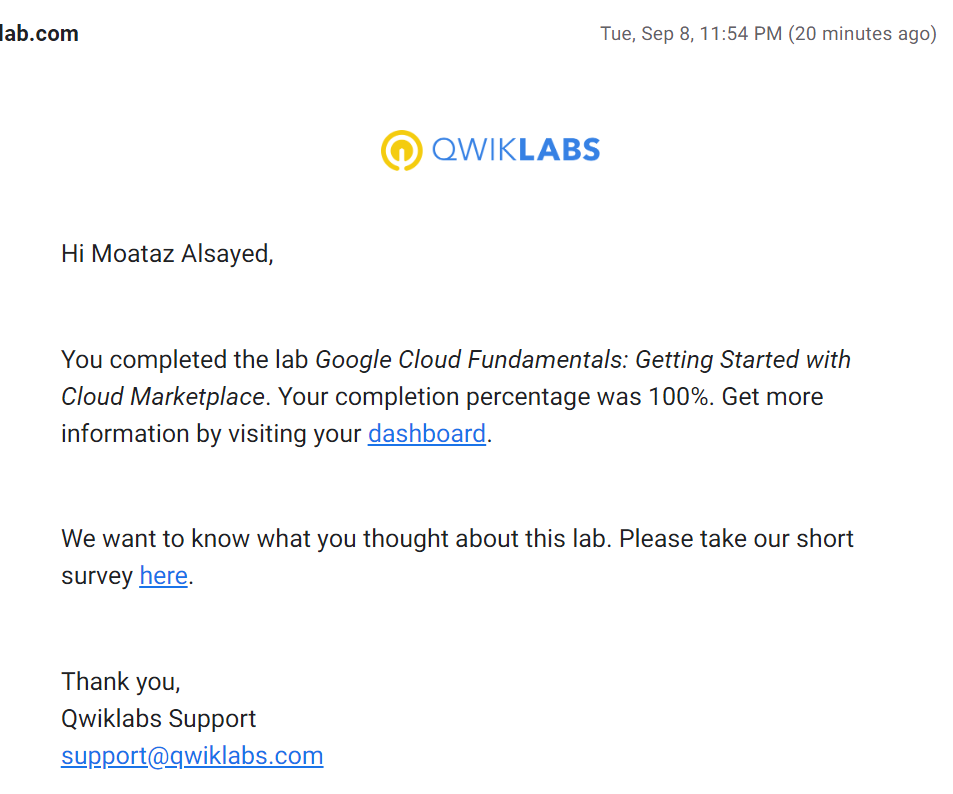 lab.com
Tue, Sep 8, 11:54 PM (20 minutes ago)
QWIKLABS
Hi Moataz Alsayed,
You completed the lab Google Cloud Fundamentals: Getting Started with
Cloud Marketplace. Your completion percentage was 100%. Get more
information by visiting your dashboard.
We want to know what you thought about this lab. Please take our short
survey here.
Thank you,
Qwiklabs Support
support@qwiklabs.com